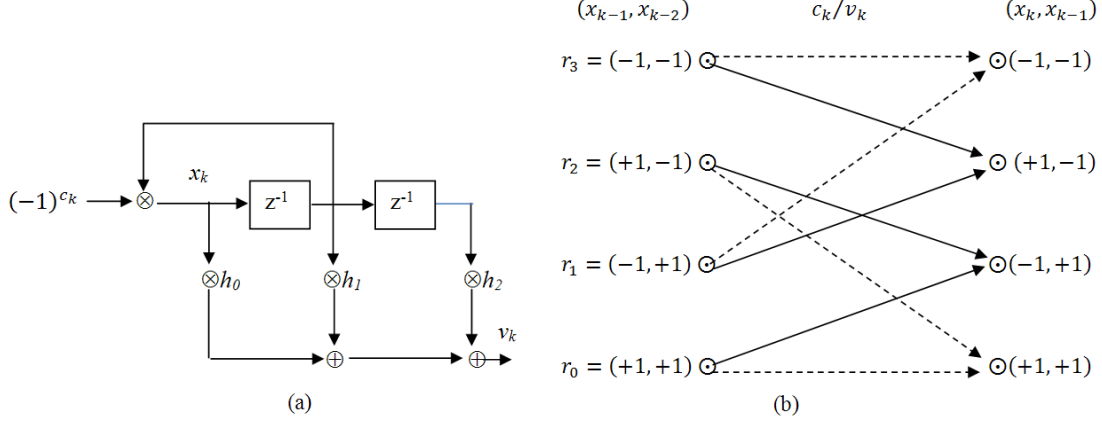 (x_{k−1}, x_{k−2}) c_k/v_k (x_k, x_{k−1})
r_3 = (−1, −1) ⊙ ⊙(−1, −1)
r_2 = (+1, −1) ⊙ ⊙ (+1, −1)
r_1 = (−1, +1) ⊙ ⊙(−1, +1)
r_0 = (+1, +1) ⊙ ⊙(+1, +1)
(b)
(−1)^{c_k} ⊗ x_k z⁻¹ z⁻¹
⊗h_0 ⊗h_1 ⊗h_2
⊕ ⊕ v_k
(a)